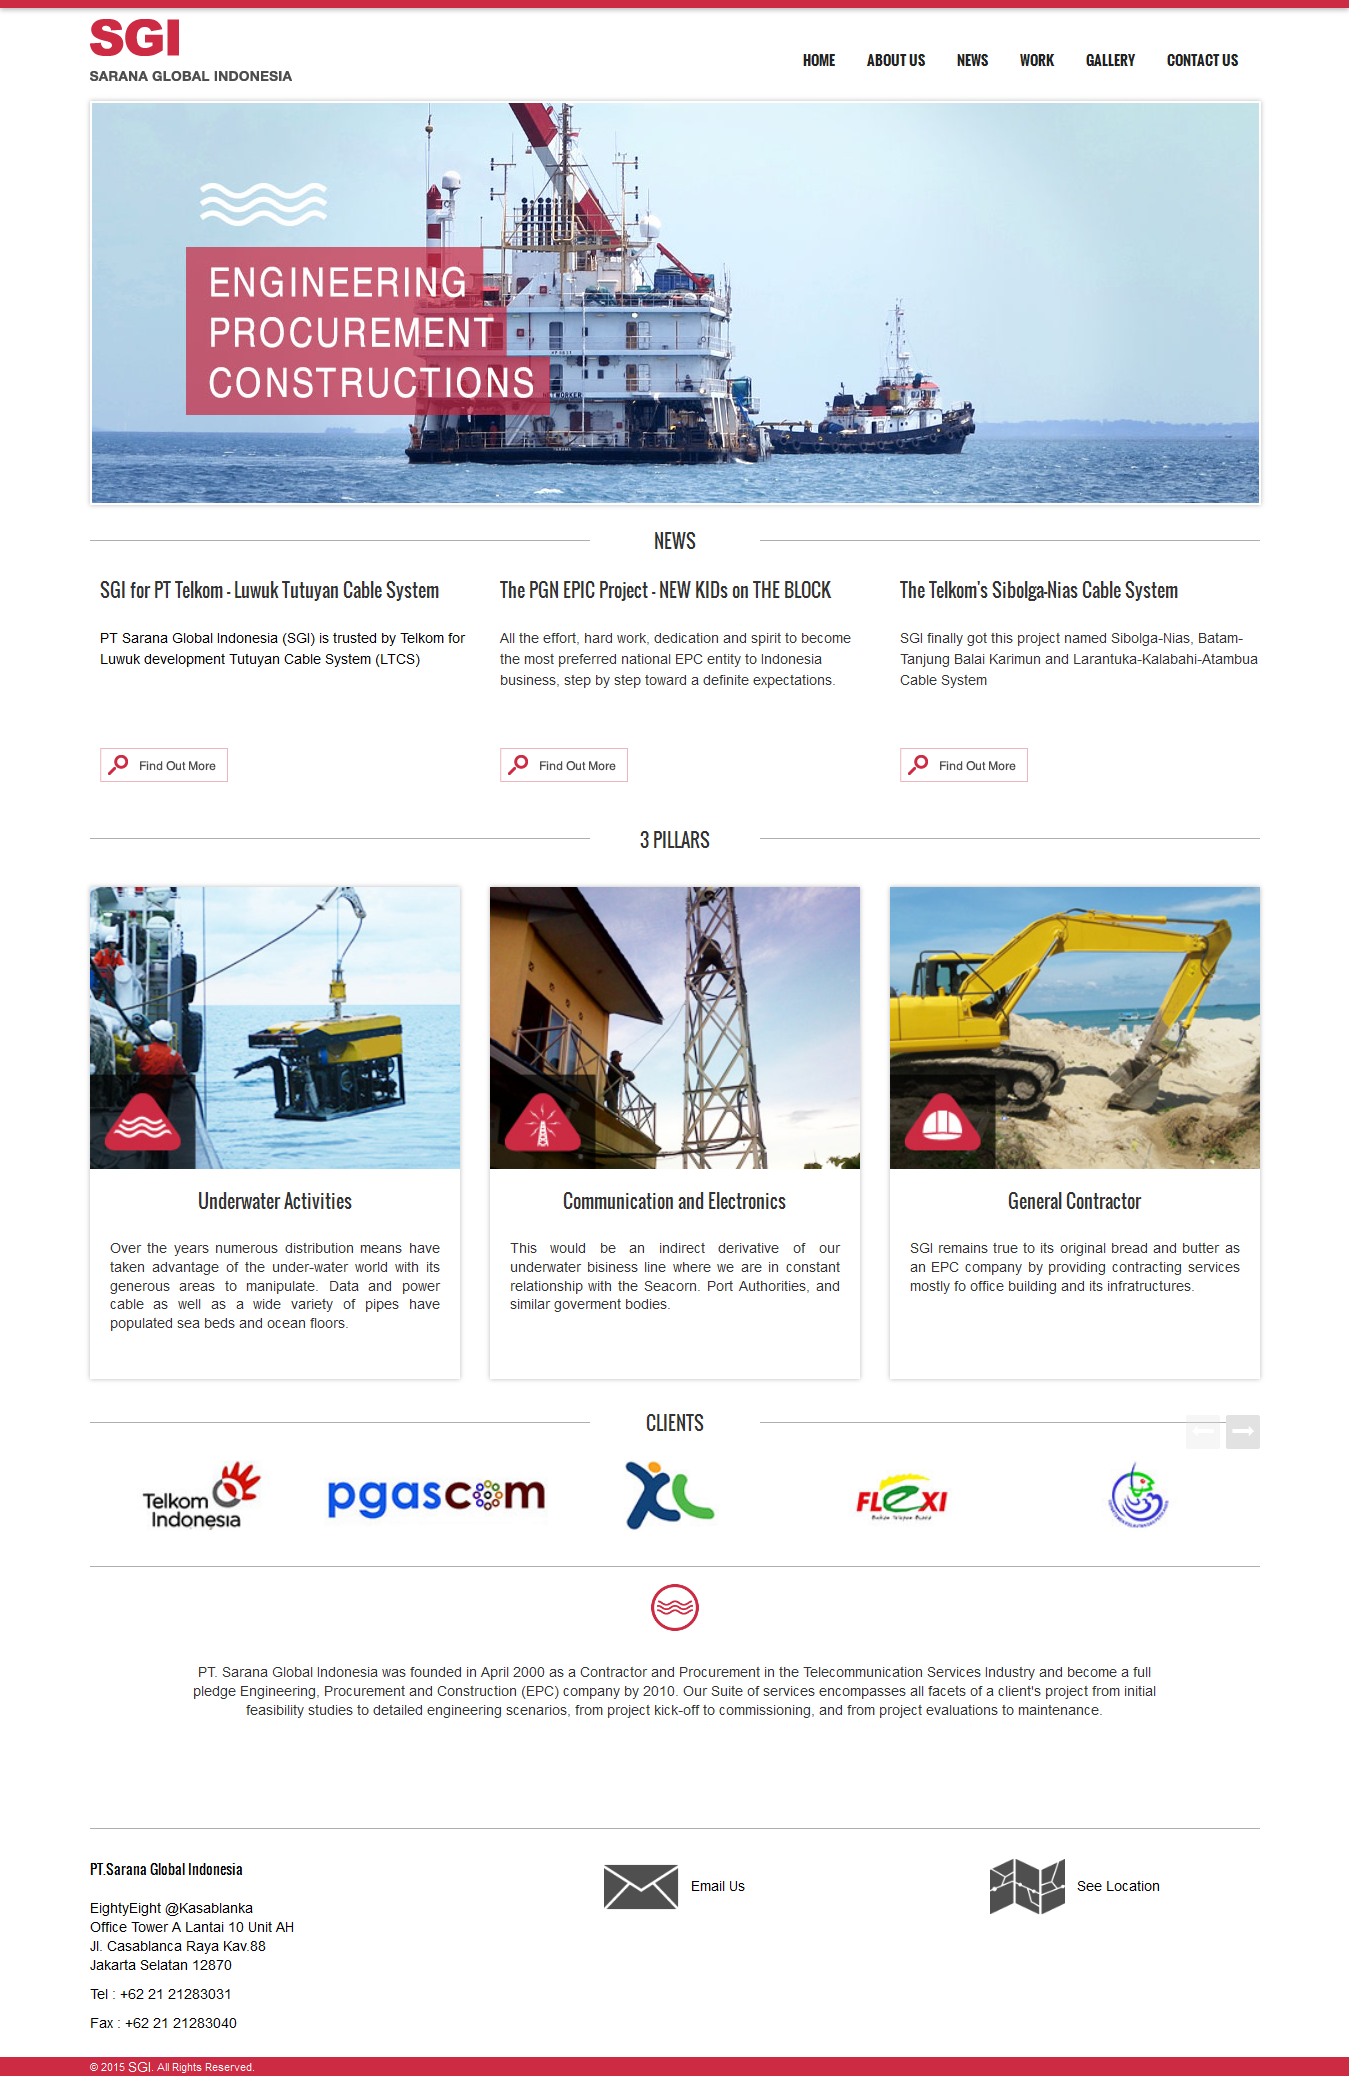 SGI
SARANA GLOBAL INDONESIA
HOME ABOUT US NEWS WORK GALLERY CONTACT US
ENGINEERING
PROCUREMENT
CONSTRUCTIONS
NEWS
SGI for PT Telkom - Luwuk Tutuyan Cable System
PT Sarana Global Indonesia (SGI) is trusted by Telkom for
Luwuk development Tutuyan Cable System (LTCS)
Find Out More
The PGN EPIC Project - NEW KIDs on THE BLOCK
All the effort, hard work, dedication and spirit to become
the most preferred national EPC entity to Indonesia
business, step by step toward a definite expectations.
Find Out More
The Telkom's Sibolga-Nias Cable System
SGI finally got this project named Sibolga-Nias, Batam-
Tanjung Balai Karimun and Larantuka-Kalabahi-Atambua
Cable System
Find Out More
3 PILLARS
Underwater Activities
Over the years numerous distribution means have
taken advantage of the under-water world with its
generous areas to manipulate. Data and power
cable as well as a wide variety of pipes have
populated sea beds and ocean floors.
Communication and Electronics
This would be an indirect derivative of our
underwater bisiness line where we are in constant
relationship with the Seacorn. Port Authorities, and
similar goverment bodies.
General Contractor
SGI remains true to its original bread and butter as
an EPC company by providing contracting services
mostly fo office building and its infratructures.
CLIENTS
Telkom
Indonesia
pgascom
XL
FLEXI
PT. Sarana Global Indonesia was founded in April 2000 as a Contractor and Procurement in the Telecommunication Services Industry and become a full
pledge Engineering, Procurement and Construction (EPC) company by 2010. Our Suite of services encompasses all facets of a client's project from initial
feasibility studies to detailed engineering scenarios, from project kick-off to commissioning, and from project evaluations to maintenance.
PT.Sarana Global Indonesia
EightyEight @Kasablanka
Office Tower A Lantai 10 Unit AH
Jl. Casablanca Raya Kav.88
Jakarta Selatan 12870
Tel : +62 21 21283031
Fax : +62 21 21283040
Email Us
See Location
© 2015 SGI. All Rights Reserved.